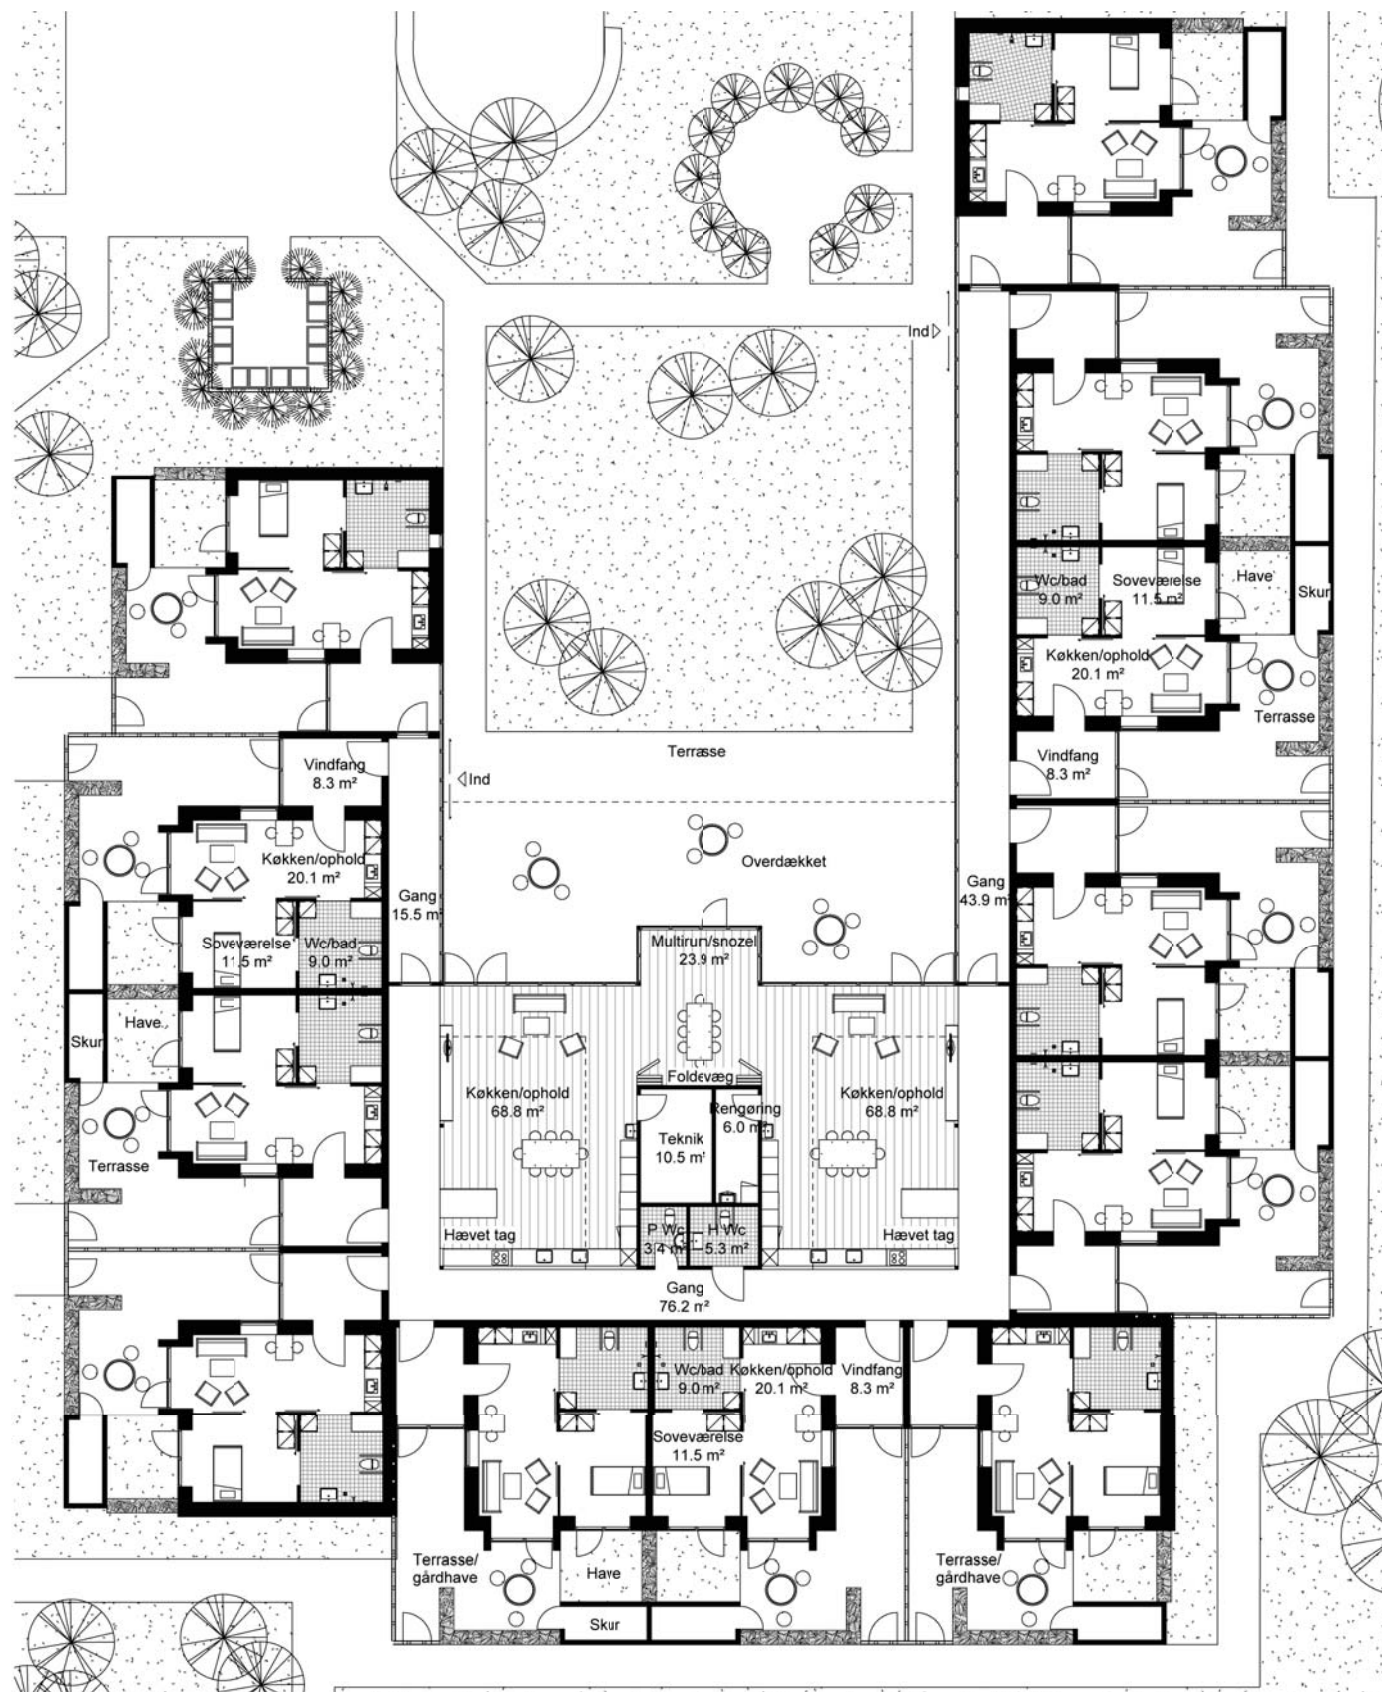 Ind
Wc/bad
9.0 m²
Soveværelse
11.5 m²
Have
Skur
Køkken/ophold
20.1 m²
Terrasse
Vindfang
8.3 m²
Terrasse
Ind
Vindfang
8.3 m²
Overdækket
Køkken/ophold
20.1 m²
Gang
15.5 m²
Gang
43.9 m²
Soveværelse
11.5 m²
Wc/bad
9.0 m²
Multirum/snozel
23.9 m²
Have
Skur
Foldevæg
Køkken/ophold
68.8 m²
Køkken/ophold
68.8 m²
Rengøring
6.0 m²
Teknik
10.5 m²
Terrasse
Hævet tag
P Wc
3.4 m²
H Wc
5.3 m²
Hævet tag
Gang
76.2 m²
Wc/bad
9.0 m²
Køkken/ophold
20.1 m²
Vindfang
8.3 m²
Soveværelse
11.5 m²
Terrasse/
gårdhave
Have
Terrasse/
gårdhave
Skur